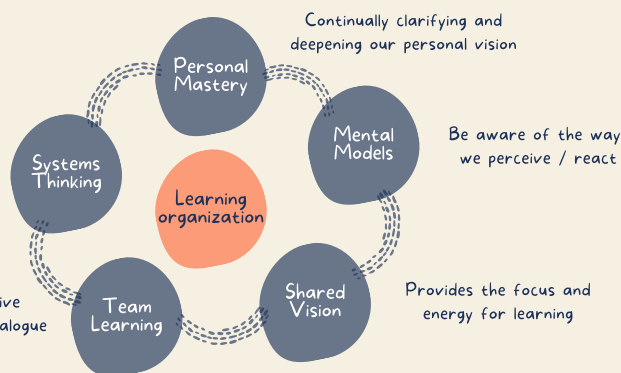 Continually clarifying and
deepening our personal vision
Personal
Mastery
Mental
Models
Be aware of the way
we perceive / react
Systems
Thinking
Learning
organization
Shared
Vision
Provides the focus and
energy for learning
Team
Learning